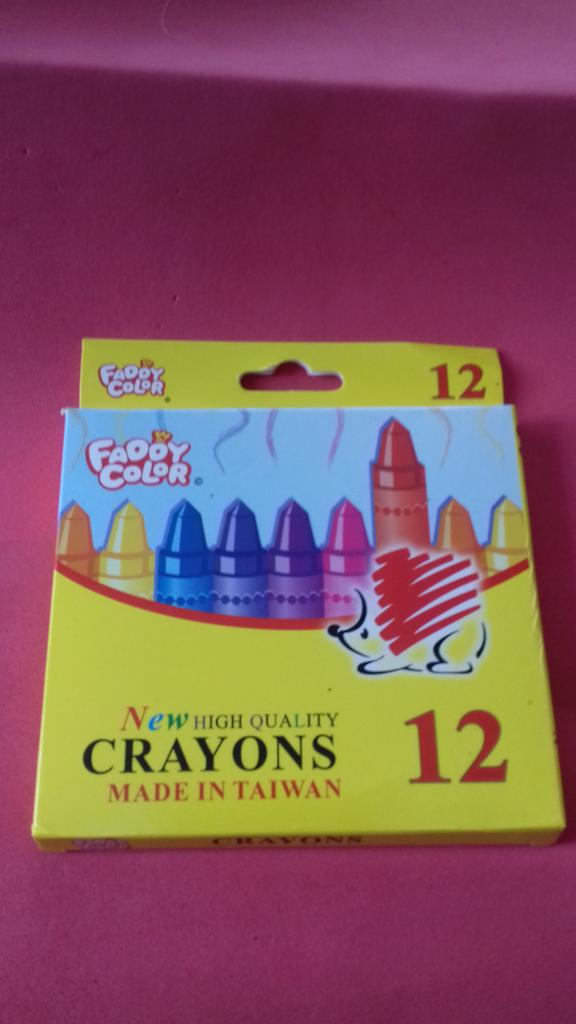 FADDY
COLOR
12
FADDY
COLOR
©
New HIGH QUALITY
CRAYONS
MADE IN TAIWAN
12
CRAYONS